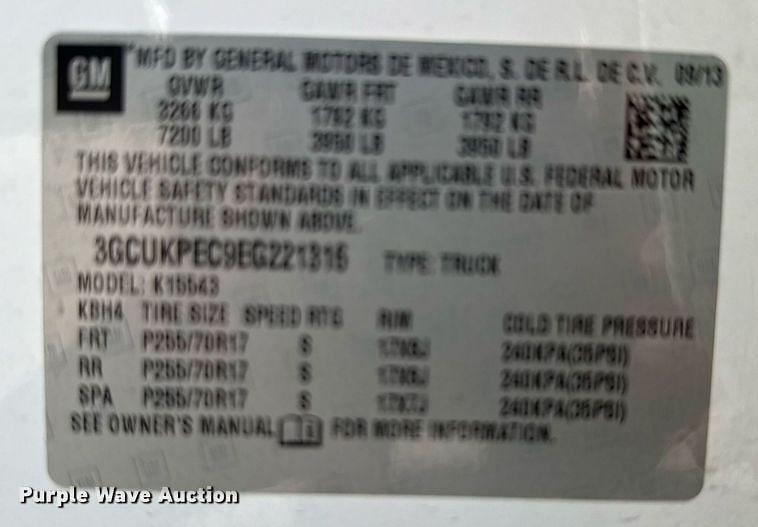 GM
MFD BY GENERAL MOTORS DE MEXICO, S. DE R.L. DE C.V. 09/13
GVWR GAWR FRT GAWR RR
3266 KG 1792 KG 1792 KG
7200 LB 3950 LB 3950 LB
THIS VEHICLE CONFORMS TO ALL APPLICABLE U.S. FEDERAL MOTOR
VEHICLE SAFETY STANDARDS IN EFFECT ON THE DATE OF
MANUFACTURE SHOWN ABOVE.
3GCUKPEC9EG221316 TYPE: TRUCK
MODEL: K15543
KBH4 TIRE SIZE SPEED RTG RIM COLD TIRE PRESSURE
FRT P255/70R17 S 17X8J 240KPA(35PSI)
RR P255/70R17 S 17X8J 240KPA(35PSI)
SPA P255/70R17 S 17X7J 240KPA(35PSI)
SEE OWNER'S MANUAL FOR MORE INFORMATION.
Purple Wave Auction